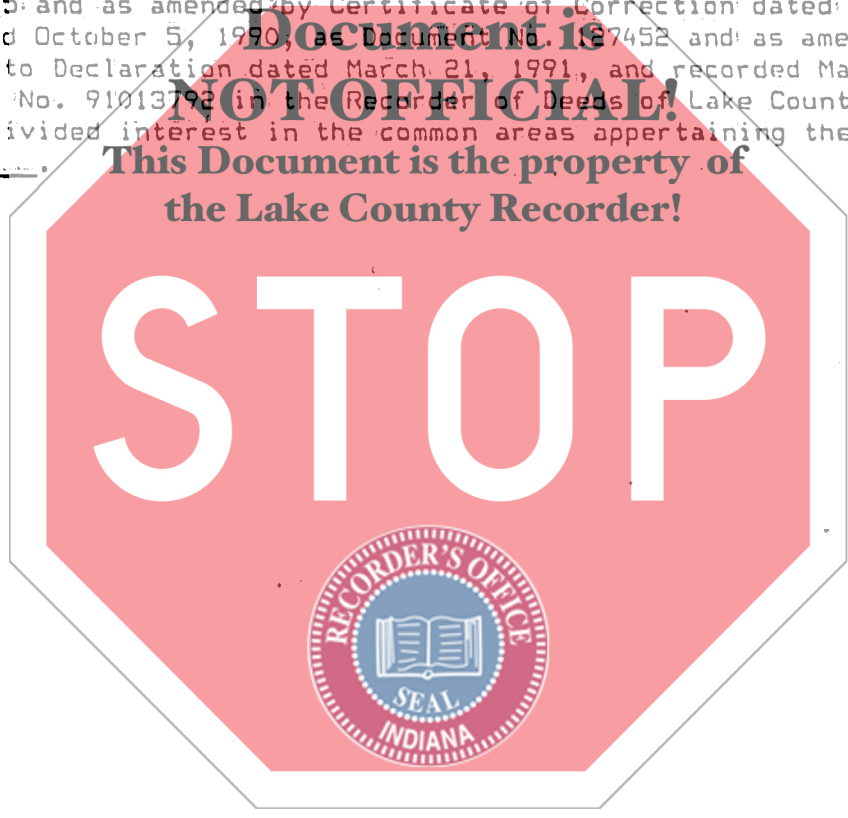 and as amended by Certificate of Correction dated
Document is
October 5, 1990, as Document No. 127452 and as ame
to Declaration dated March 21, 1991, and recorded Ma
NOT OFFICIAL!
No. 91013792 in the Recorder of Deeds of Lake Count
ivided interest in the common areas appertaining the
This Document is the property of
the Lake County Recorder!
STOP
RECORDER'S OFFICE
SEAL
INDIANA